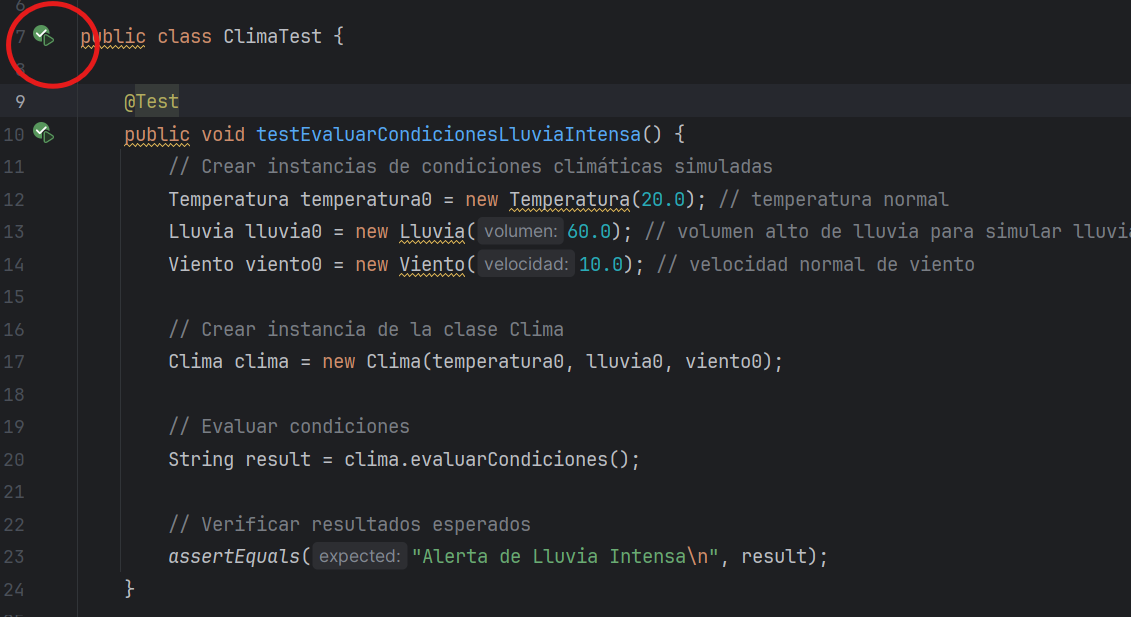 6
7 public class ClimaTest {
8
9 @Test
10 public void testEvaluarCondicionesLluviaIntensa() {
11 // Crear instancias de condiciones climáticas simuladas
12 Temperatura temperatura0 = new Temperatura(20.0); // temperatura normal
13 Lluvia lluvia0 = new Lluvia( volumen: 60.0); // volumen alto de lluvia para simular lluvia
14 Viento viento0 = new Viento( velocidad: 10.0); // velocidad normal de viento
15
16 // Crear instancia de la clase Clima
17 Clima clima = new Clima(temperatura0, lluvia0, viento0);
18
19 // Evaluar condiciones
20 String result = clima.evaluarCondiciones();
21
22 // Verificar resultados esperados
23 assertEquals( expected: "Alerta de Lluvia Intensa\n", result);
24 }